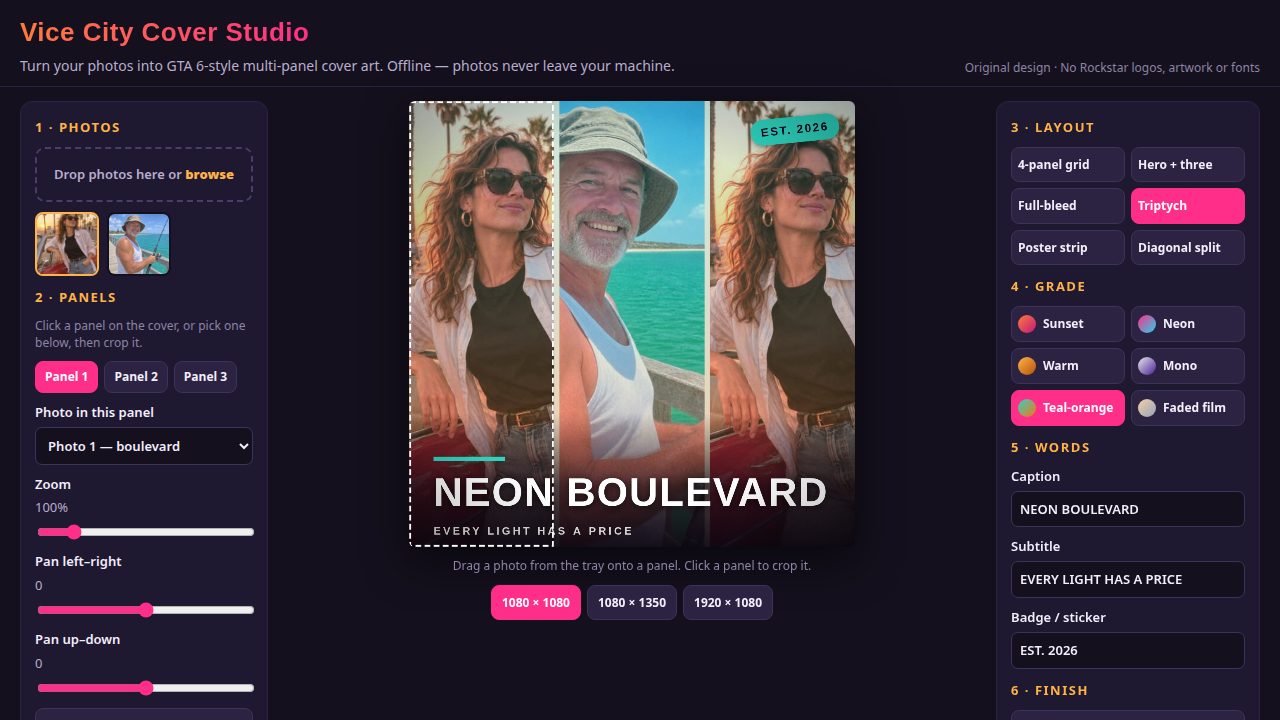 Vice City Cover Studio
Turn your photos into GTA 6-style multi-panel cover art. Offline — photos never leave your machine.
Original design · No Rockstar logos, artwork or fonts
1 · PHOTOS
Drop photos here or browse
2 · PANELS
Click a panel on the cover, or pick one
below, then crop it.
Panel 1
Panel 2
Panel 3
Photo in this panel
Photo 1 — boulevard
Zoom
100%
Pan left–right
0
Pan up–down
0
EST. 2026
NEON BOULEVARD
EVERY LIGHT HAS A PRICE
Drag a photo from the tray onto a panel. Click a panel to crop it.
1080 × 1080
1080 × 1350
1920 × 1080
3 · LAYOUT
4-panel grid
Hero + three
Full-bleed
Triptych
Poster strip
Diagonal split
4 · GRADE
Sunset
Neon
Warm
Mono
Teal-orange
Faded film
5 · WORDS
Caption
NEON BOULEVARD
Subtitle
EVERY LIGHT HAS A PRICE
Badge / sticker
EST. 2026
6 · FINISH